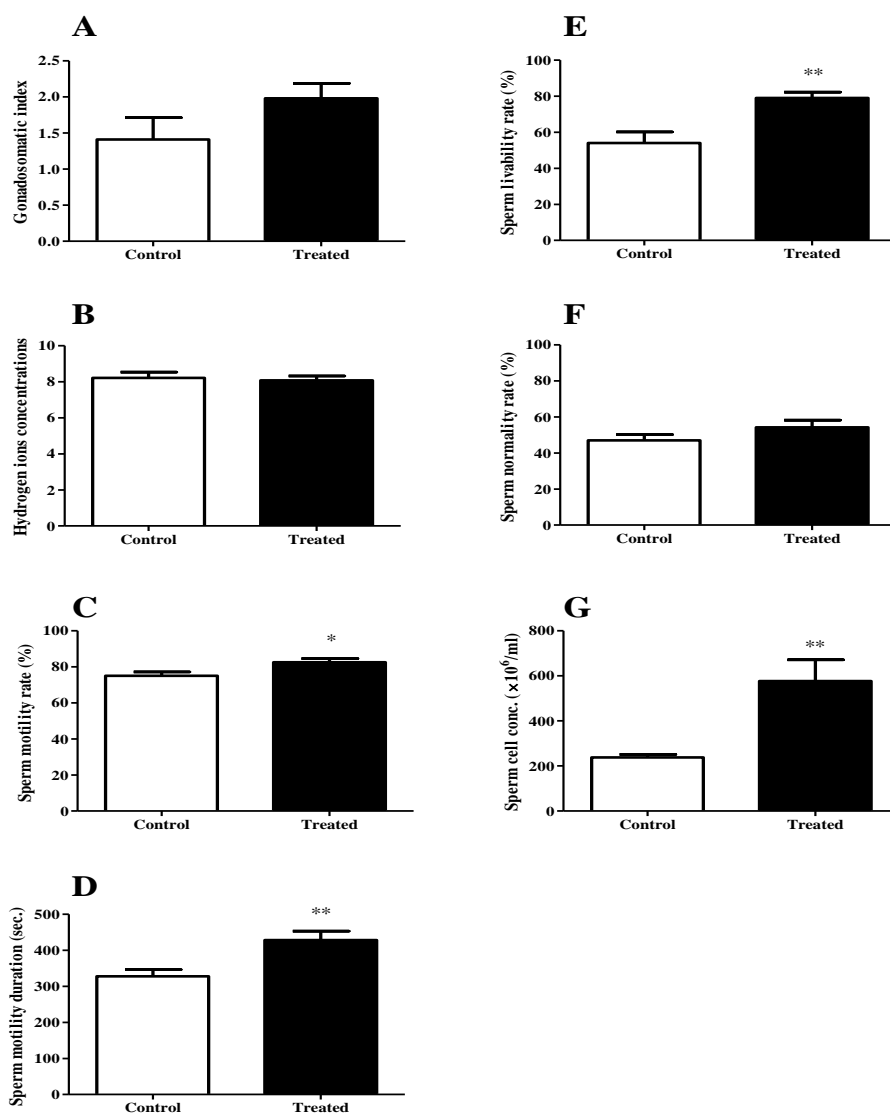 A
Gonadosomatic index
2.5
2.0
1.5
1.0
0.5
0.0
Control Treated
B
Hydrogen ions concentrations
10
8
6
4
2
0
Control Treated
C
Sperm motility rate (%)
100
80
60
40
20
0
*
Control Treated
D
Sperm motility duration (sec.)
500
400
300
200
100
0
**
Control Treated
E
Sperm livability rate (%)
100
80
60
40
20
0
**
Control Treated
F
Sperm normality rate (%)
100
80
60
40
20
0
Control Treated
G
Sperm cell conc. (×10⁶/ml)
800
600
400
200
0
**
Control Treated